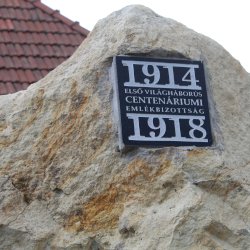 1914
ELSŐ VILÁGHÁBORÚS
CENTENÁRIUMI
EMLÉKBIZOTTSÁG
1918